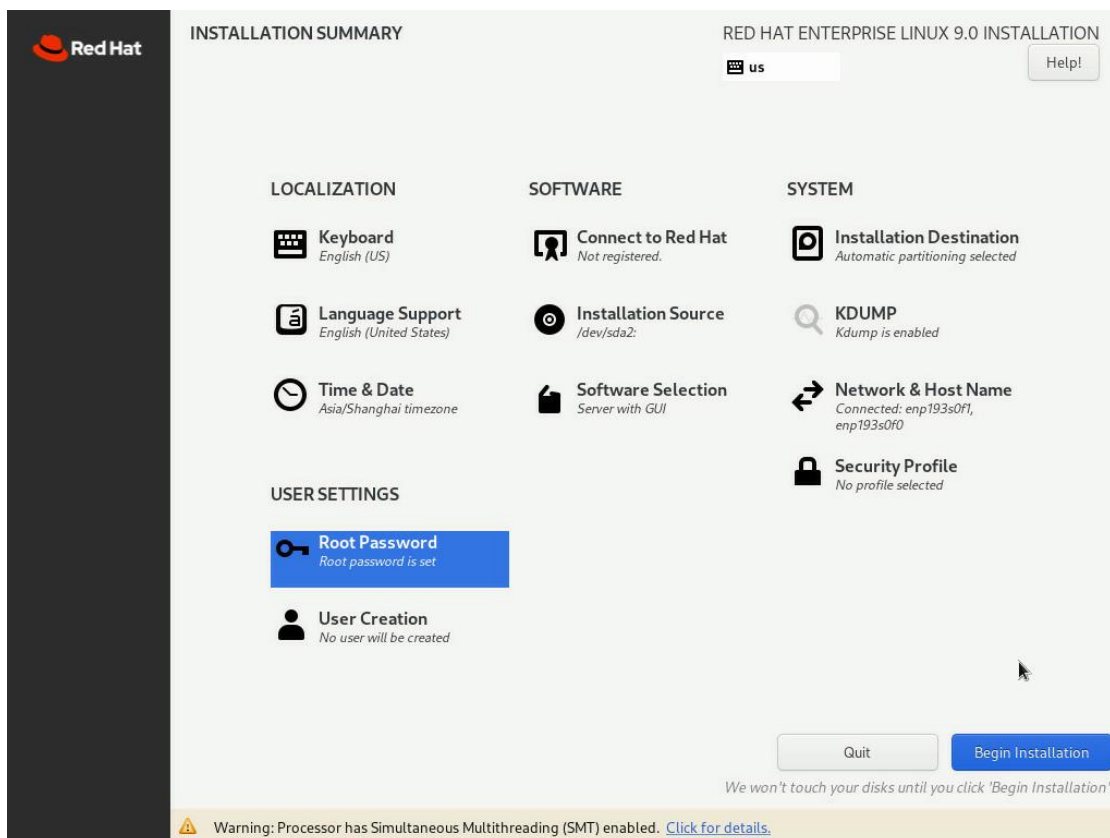 Red Hat
INSTALLATION SUMMARY
RED HAT ENTERPRISE LINUX 9.0 INSTALLATION
us
Help!
LOCALIZATION
Keyboard
English (US)
Language Support
English (United States)
Time & Date
Asia/Shanghai timezone
SOFTWARE
Connect to Red Hat
Not registered.
Installation Source
/dev/sda2:
Software Selection
Server with GUI
SYSTEM
Installation Destination
Automatic partitioning selected
KDUMP
Kdump is enabled
Network & Host Name
Connected: enp193s0f1,
enp193s0f0
Security Profile
No profile selected
USER SETTINGS
Root Password
Root password is set
User Creation
No user will be created
Quit
Begin Installation
We won't touch your disks until you click 'Begin Installation'
Warning: Processor has Simultaneous Multithreading (SMT) enabled. Click for details.